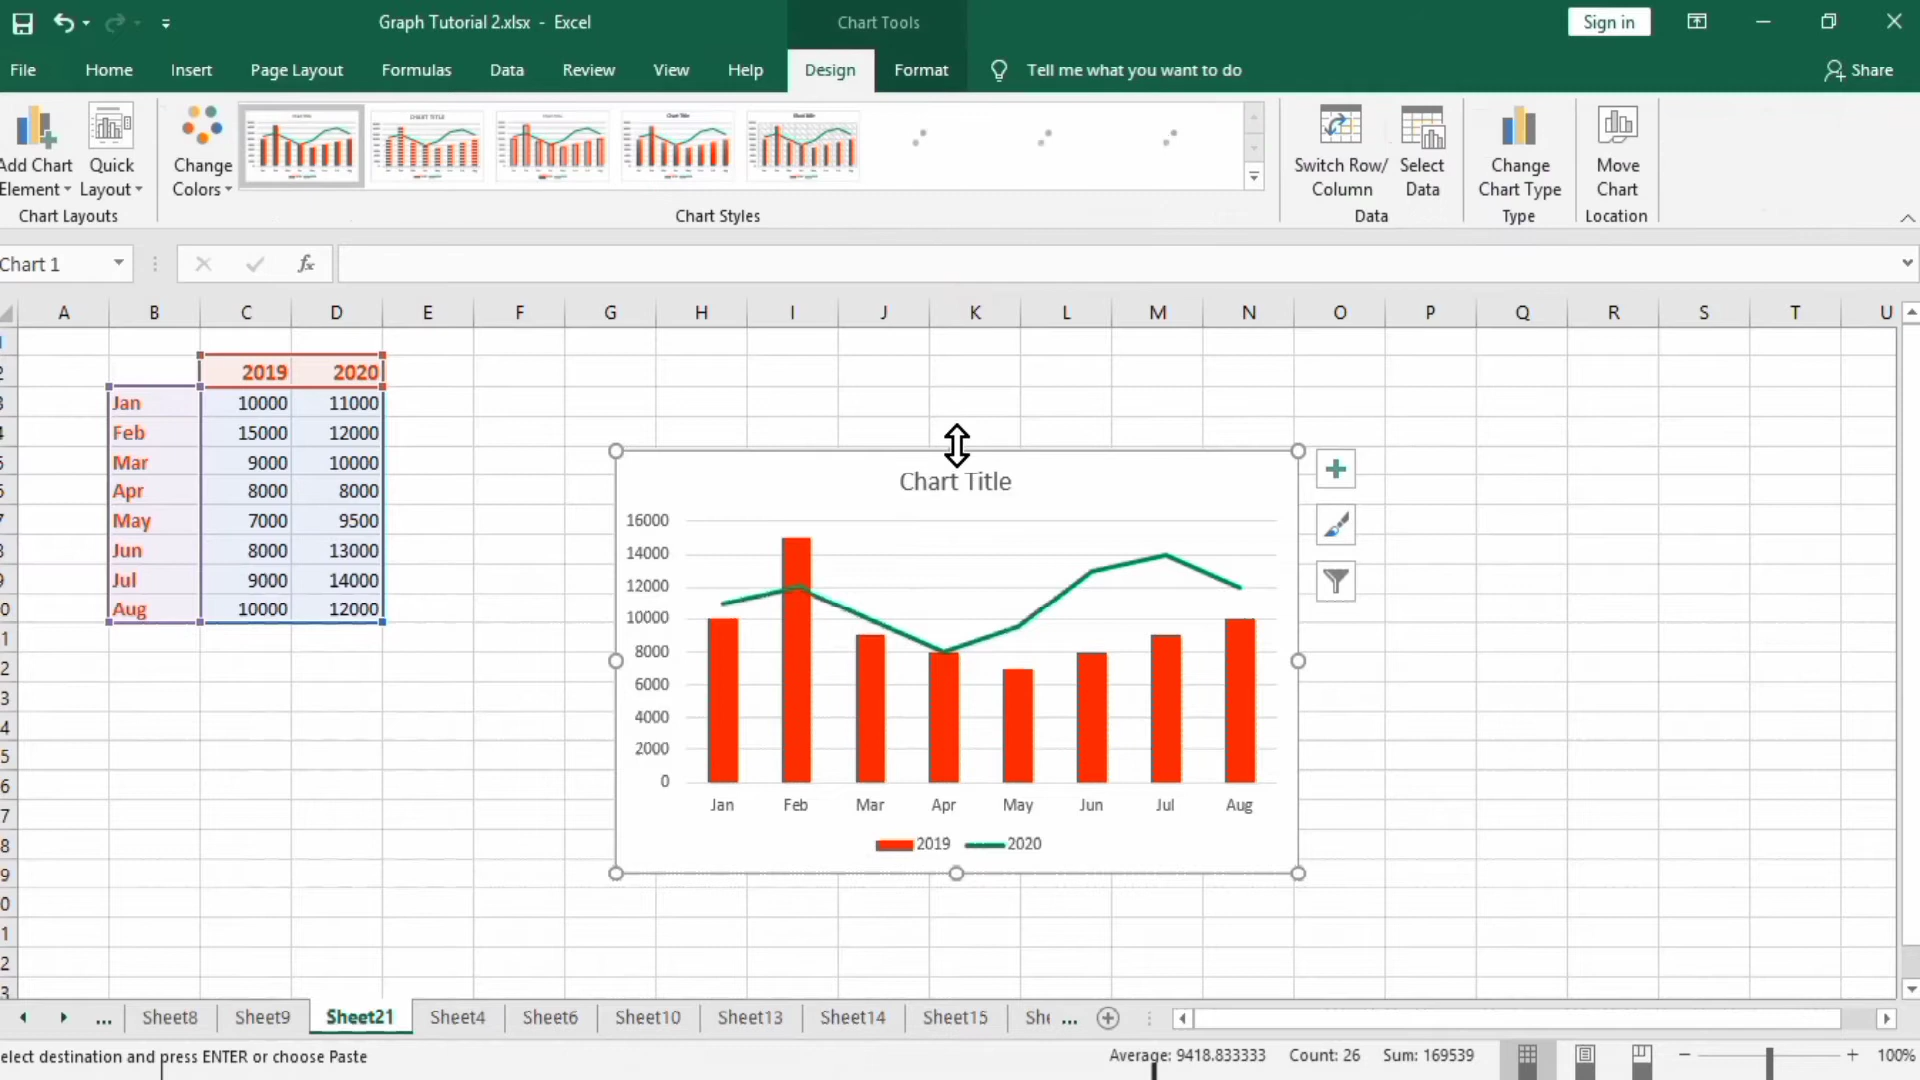 Graph Tutorial 2.xlsx - Excel
Chart Tools
Sign in
File Home Insert Page Layout Formulas Data Review View Help Design Format Tell me what you want to do Share
Add Chart Element
Quick Layout
Change Colors
Switch Row/ Column
Select Data
Change Chart Type
Move Chart
Chart Layouts Chart Styles Data Type Location
Chart 1 fx
A B C D E F G H I J K L M N O P Q R S T U
2019 2020
Jan 10000 11000
Feb 15000 12000
Mar 9000 10000
Apr 8000 8000
May 7000 9500
Jun 8000 13000
Jul 9000 14000
Aug 10000 12000
Chart Title
16000
14000
12000
10000
8000
6000
4000
2000
0
Jan Feb Mar Apr May Jun Jul Aug
2019 2020
... Sheet8 Sheet9 Sheet21 Sheet4 Sheet6 Sheet10 Sheet13 Sheet14 Sheet15 She ...
elect destination and press ENTER or choose Paste
Average: 9418.833333 Count: 26 Sum: 169539 100%